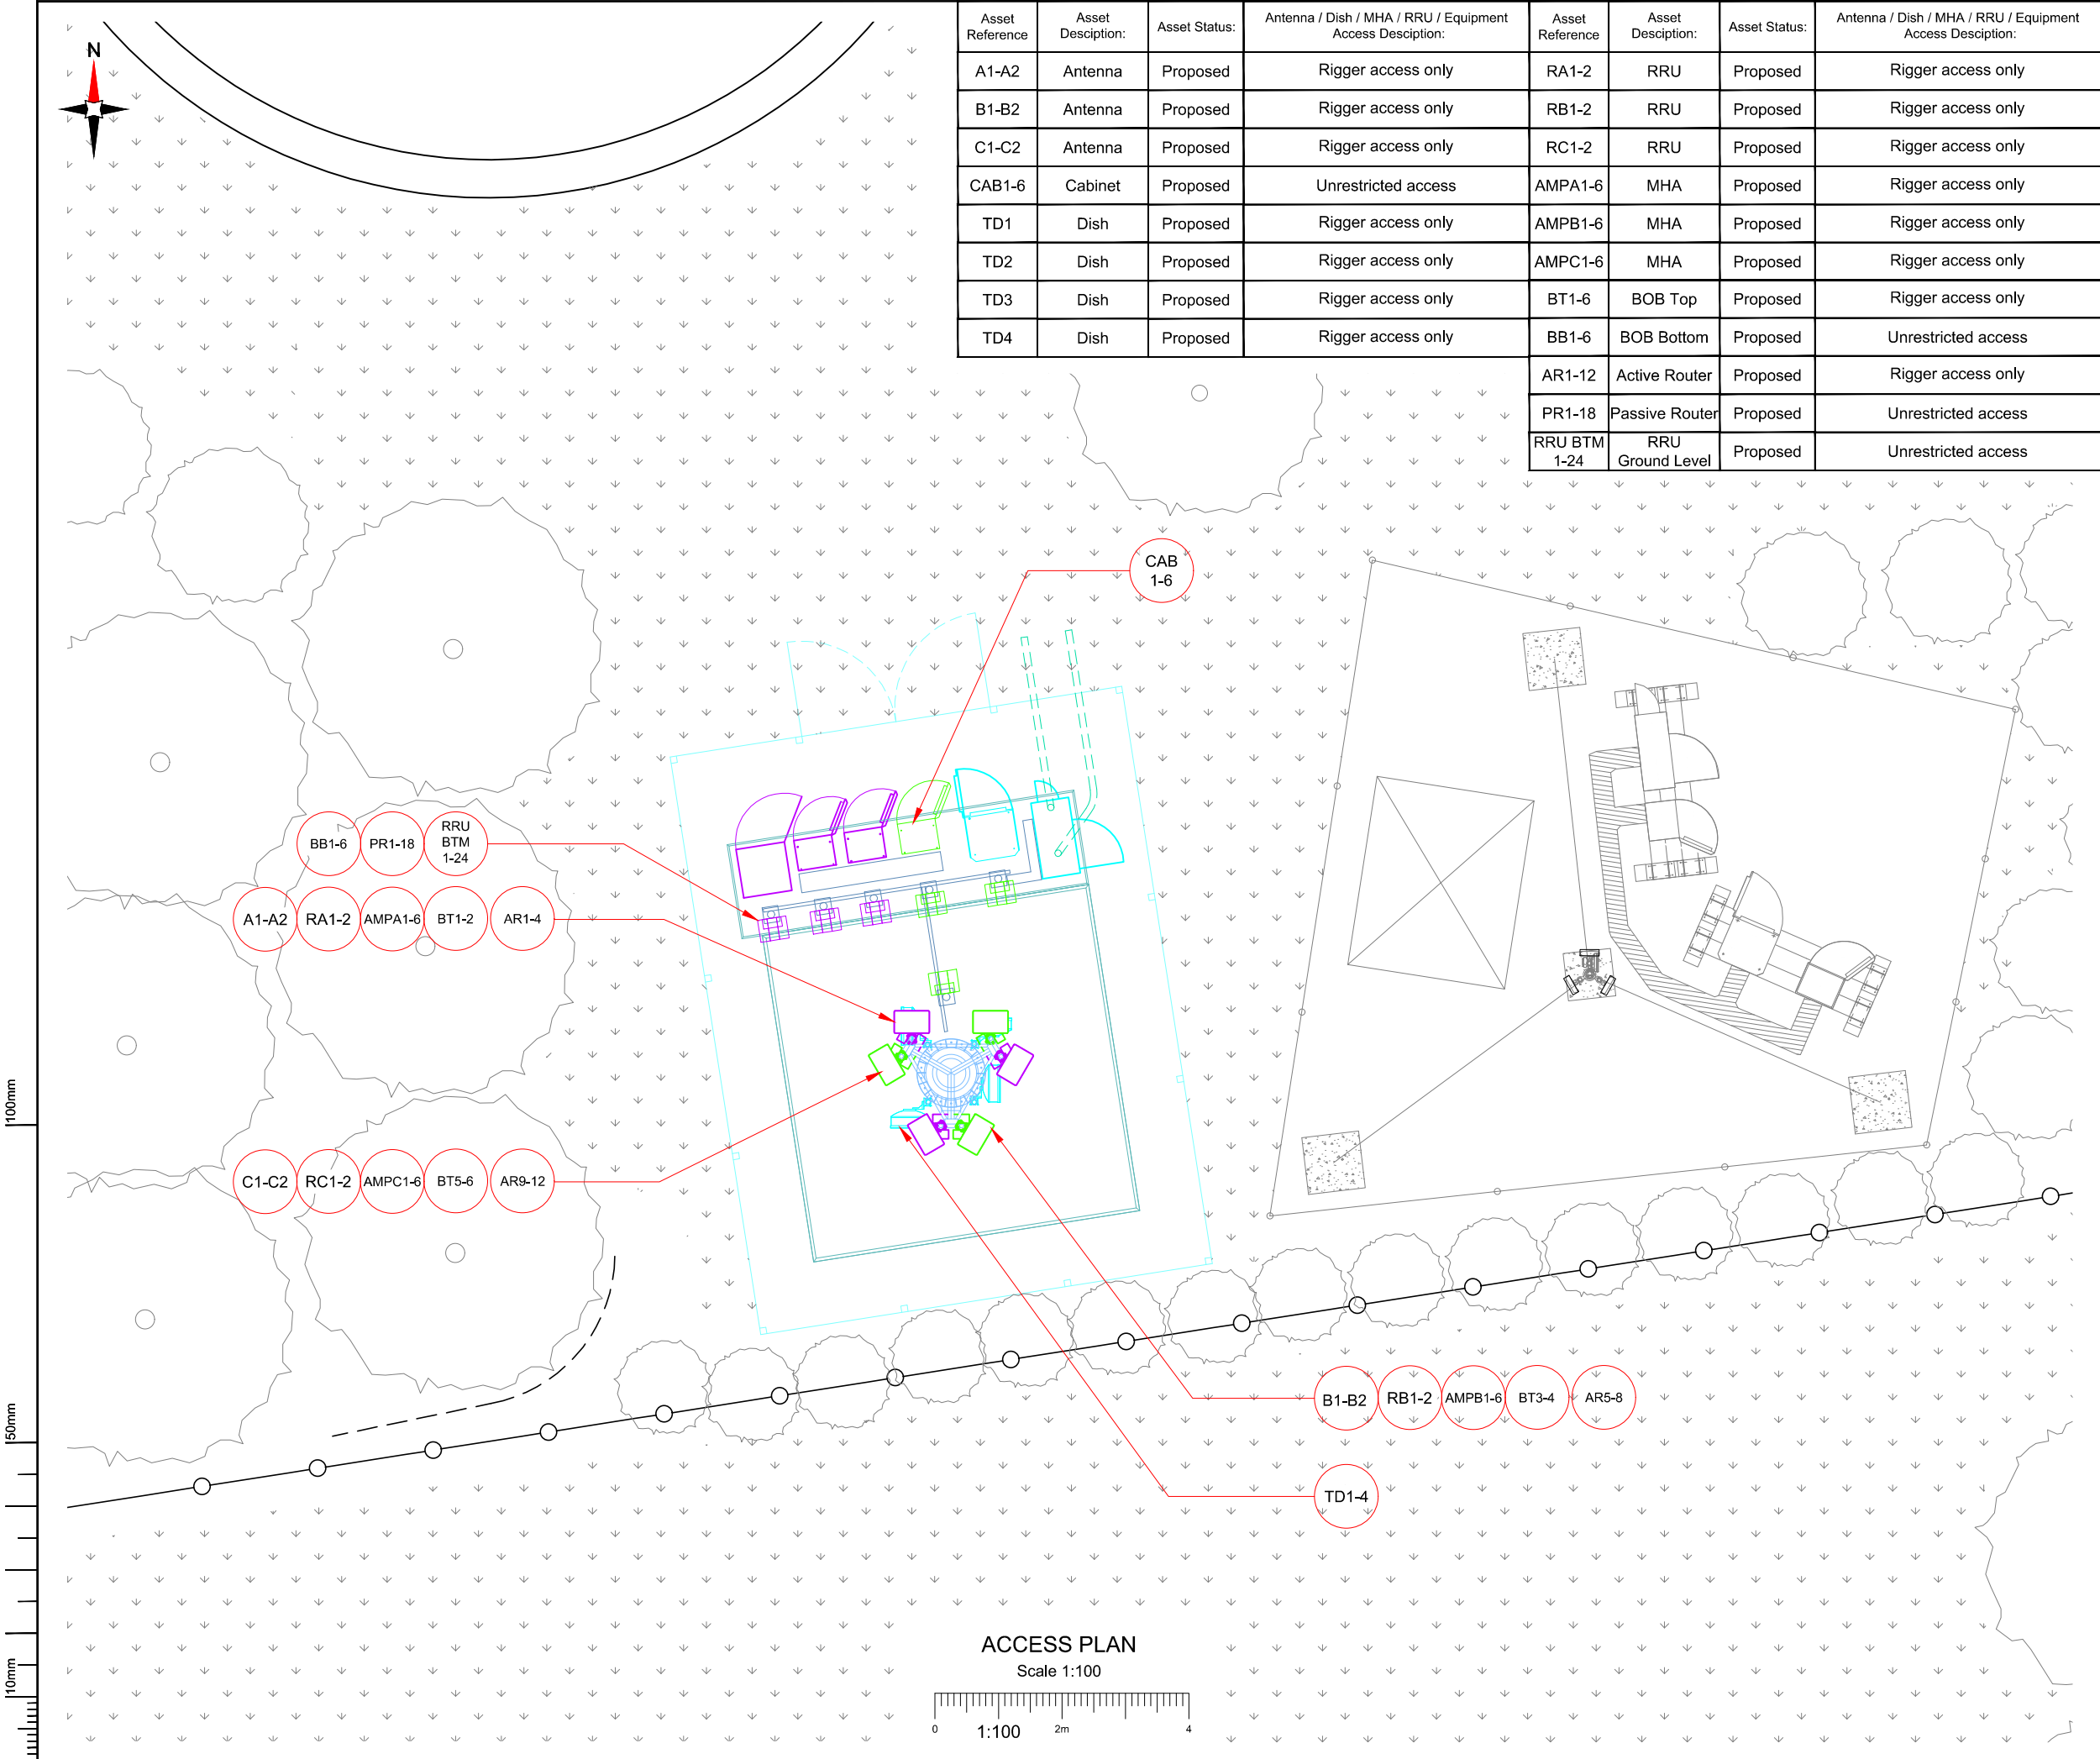 N
Asset Reference | Asset Desciption: | Asset Status: | Antenna / Dish / MHA / RRU / Equipment Access Desciption:
A1-A2 | Antenna | Proposed | Rigger access only
B1-B2 | Antenna | Proposed | Rigger access only
C1-C2 | Antenna | Proposed | Rigger access only
CAB1-6 | Cabinet | Proposed | Unrestricted access
TD1 | Dish | Proposed | Rigger access only
TD2 | Dish | Proposed | Rigger access only
TD3 | Dish | Proposed | Rigger access only
TD4 | Dish | Proposed | Rigger access only
Asset Reference | Asset Desciption: | Asset Status: | Antenna / Dish / MHA / RRU / Equipment Access Desciption:
RA1-2 | RRU | Proposed | Rigger access only
RB1-2 | RRU | Proposed | Rigger access only
RC1-2 | RRU | Proposed | Rigger access only
AMPA1-6 | MHA | Proposed | Rigger access only
AMPB1-6 | MHA | Proposed | Rigger access only
AMPC1-6 | MHA | Proposed | Rigger access only
BT1-6 | BOB Top | Proposed | Rigger access only
BB1-6 | BOB Bottom | Proposed | Unrestricted access
AR1-12 | Active Router | Proposed | Rigger access only
PR1-18 | Passive Router | Proposed | Unrestricted access
RRU BTM 1-24 | RRU Ground Level | Proposed | Unrestricted access
CAB
1-6
BB1-6 PR1-18 RRU BTM 1-24
A1-A2 RA1-2 AMPA1-6 BT1-2 AR1-4
C1-C2 RC1-2 AMPC1-6 BT5-6 AR9-12
B1-B2 RB1-2 AMPB1-6 BT3-4 AR5-8
TD1-4
100mm
50mm
10mm
ACCESS PLAN
Scale 1:100
0 1:100 2m 4